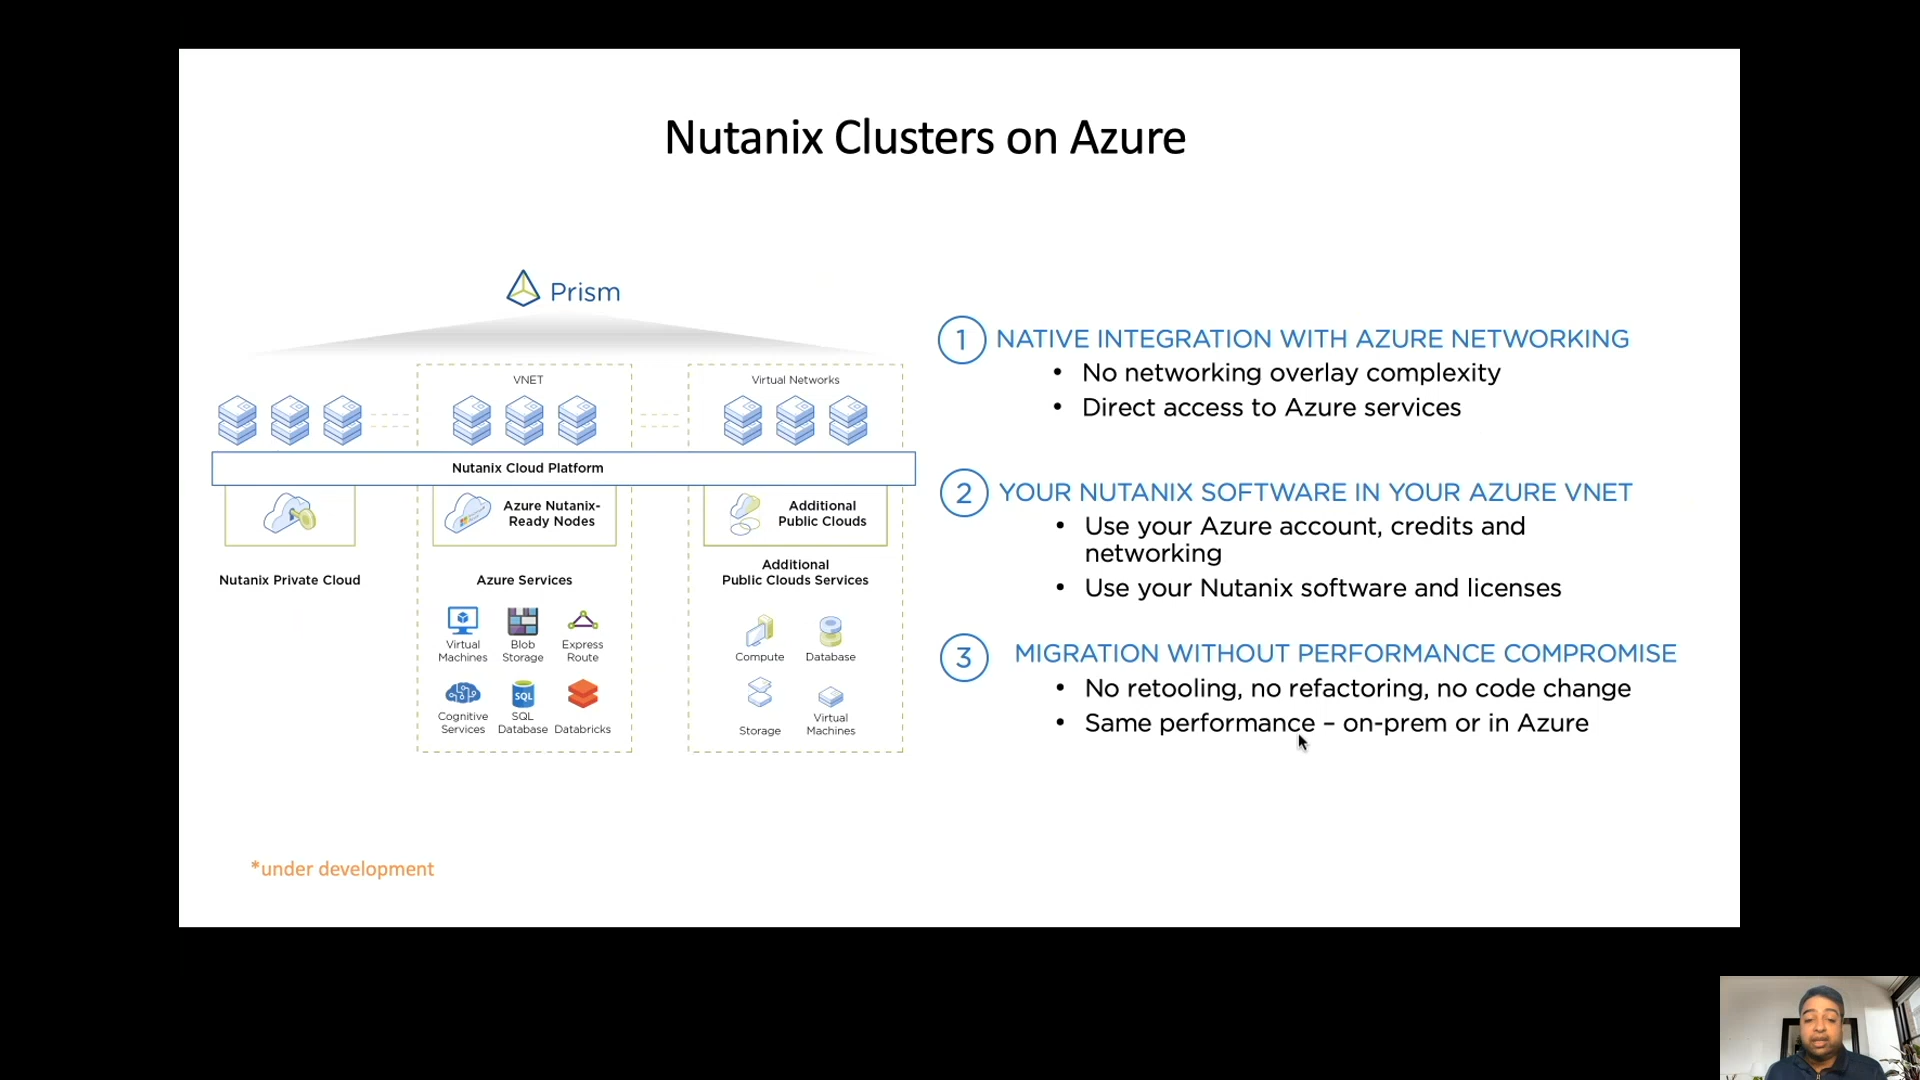 Nutanix Clusters on Azure
Prism
VNET
Virtual Networks
Nutanix Cloud Platform
Azure Nutanix-
Ready Nodes
Additional
Public Clouds
Nutanix Private Cloud
Azure Services
Additional
Public Clouds Services
Virtual
Machines
Blob
Storage
Express
Route
Cognitive
Services
SQL
SQL
Database
Databricks
Compute
Database
Storage
Virtual
Machines
1 NATIVE INTEGRATION WITH AZURE NETWORKING
• No networking overlay complexity
• Direct access to Azure services
2 YOUR NUTANIX SOFTWARE IN YOUR AZURE VNET
• Use your Azure account, credits and
networking
• Use your Nutanix software and licenses
3 MIGRATION WITHOUT PERFORMANCE COMPROMISE
• No retooling, no refactoring, no code change
• Same performance – on-prem or in Azure
*under development